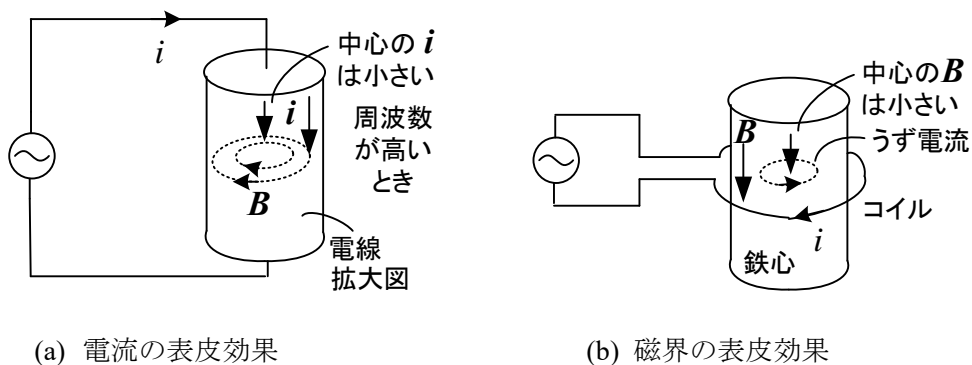 i
中心の i
は小さい
i
周波数
が高い
とき
B
電線
拡大図
(a) 電流の表皮効果
中心のB
は小さい
B
うず電流
コイル
i
鉄心
(b) 磁界の表皮効果